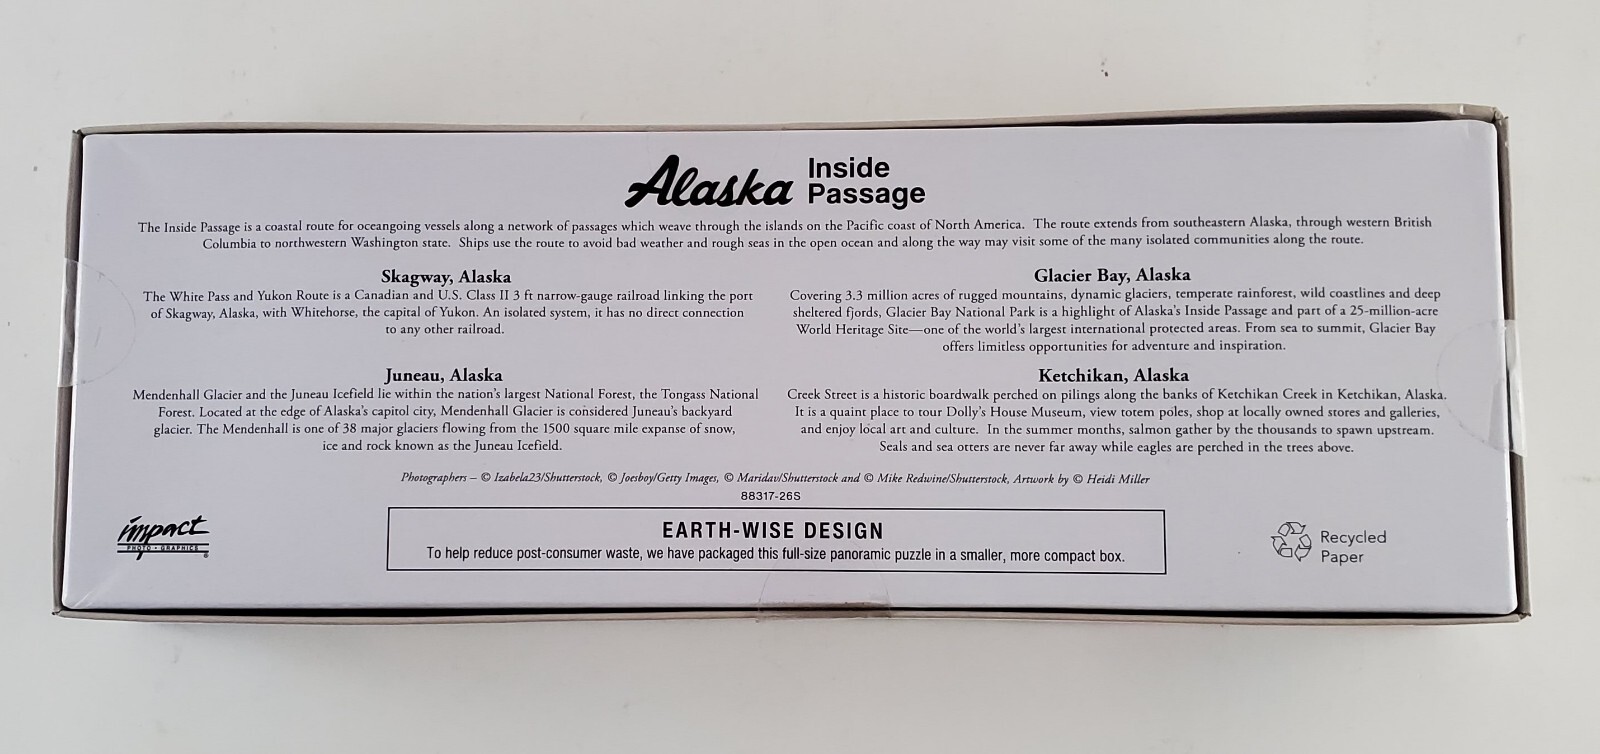 Alaska Inside Passage
The Inside Passage is a coastal route for oceangoing vessels along a network of passages which weave through the islands on the Pacific coast of North America. The route extends from southeastern Alaska, through western British
Columbia to northwestern Washington state. Ships use the route to avoid bad weather and rough seas in the open ocean and along the way may visit some of the many isolated communities along the route.
Skagway, Alaska
The White Pass and Yukon Route is a Canadian and U.S. Class II 3 ft narrow-gauge railroad linking the port
of Skagway, Alaska, with Whitehorse, the capital of Yukon. An isolated system, it has no direct connection
to any other railroad.
Glacier Bay, Alaska
Covering 3.3 million acres of rugged mountains, dynamic glaciers, temperate rainforest, wild coastlines and deep
sheltered fjords, Glacier Bay National Park is a highlight of Alaska's Inside Passage and part of a 25-million-acre
World Heritage Site—one of the world's largest international protected areas. From sea to summit, Glacier Bay
offers limitless opportunities for adventure and inspiration.
Juneau, Alaska
Mendenhall Glacier and the Juneau Icefield lie within the nation's largest National Forest, the Tongass National
Forest. Located at the edge of Alaska's capitol city, Mendenhall Glacier is considered Juneau's backyard
glacier. The Mendenhall is one of 38 major glaciers flowing from the 1500 square mile expanse of snow,
ice and rock known as the Juneau Icefield.
Ketchikan, Alaska
Creek Street is a historic boardwalk perched on pilings along the banks of Ketchikan Creek in Ketchikan, Alaska.
It is a quaint place to tour Dolly's House Museum, view totem poles, shop at locally owned stores and galleries,
and enjoy local art and culture. In the summer months, salmon gather by the thousands to spawn upstream.
Seals and sea otters are never far away while eagles are perched in the trees above.
Photographers – © Izabela23/Shutterstock, © Joesboy/Getty Images, © Maridav/Shutterstock and © Mike Redwine/Shutterstock, Artwork by © Heidi Miller
88317-26S
impact
PHOTO • GRAPHICS ®
EARTH-WISE DESIGN
To help reduce post-consumer waste, we have packaged this full-size panoramic puzzle in a smaller, more compact box.
Recycled
Paper